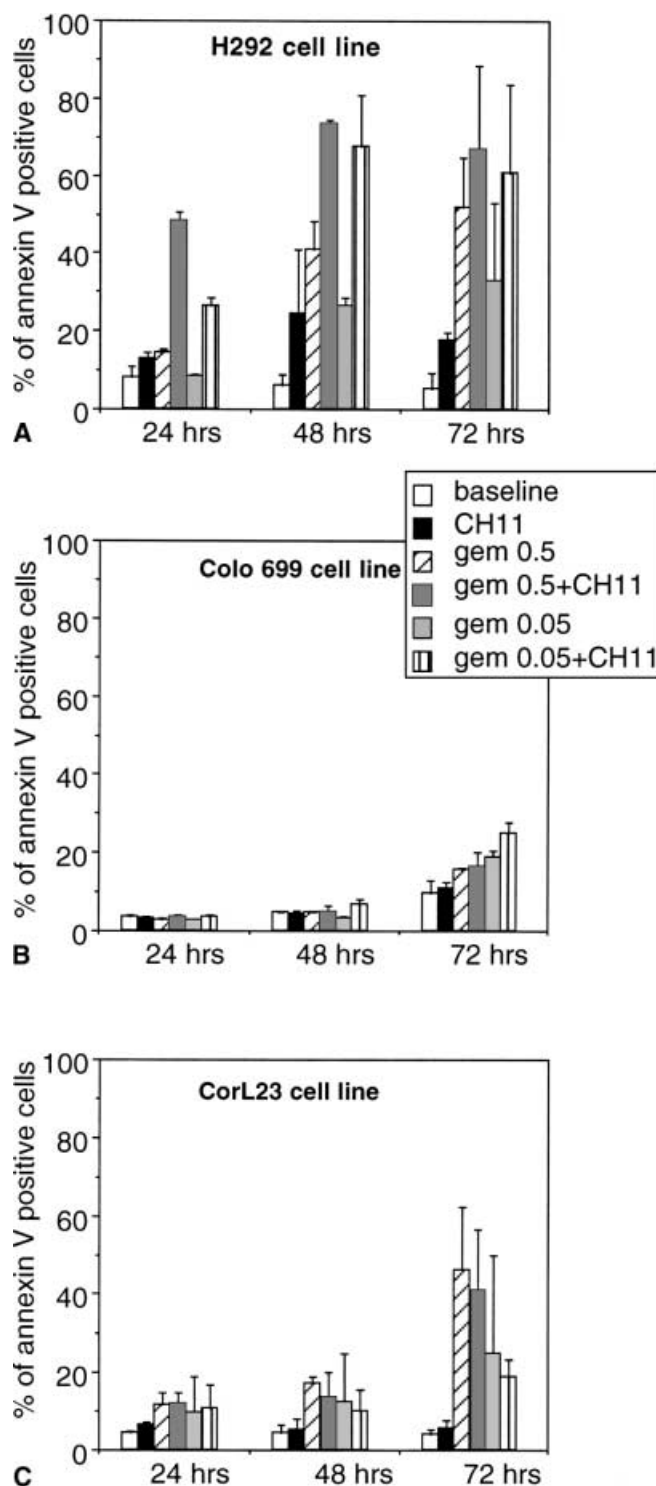 H292 cell line
% of annexin V positive cells
100
80
60
40
20
0
24 hrs 48 hrs 72 hrs
A
baseline
CH11
gem 0.5
gem 0.5+CH11
gem 0.05
gem 0.05+CH11
Colo 699 cell line
% of annexin V positive cells
100
80
60
40
20
0
24 hrs 48 hrs 72 hrs
B
CorL23 cell line
% of annexin V positive cells
100
80
60
40
20
0
24 hrs 48 hrs 72 hrs
C